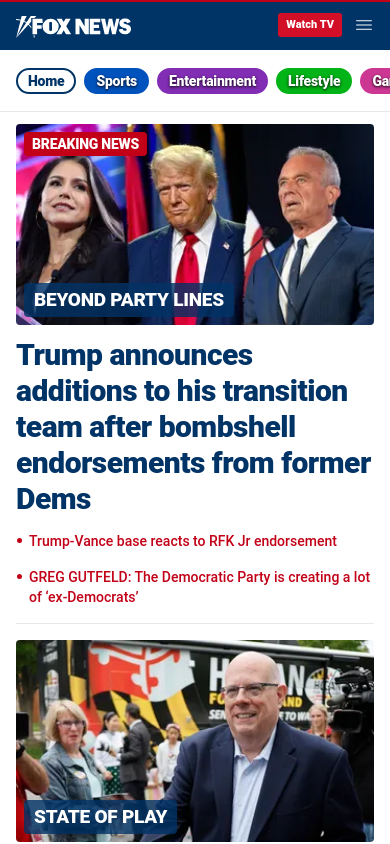 FOX NEWS
Watch TV
Home
Sports
Entertainment
Lifestyle
BREAKING NEWS
BEYOND PARTY LINES
Trump announces
additions to his transition
team after bombshell
endorsements from former
Dems
Trump-Vance base reacts to RFK Jr endorsement
GREG GUTFELD: The Democratic Party is creating a lot
of ‘ex-Democrats’
STATE OF PLAY